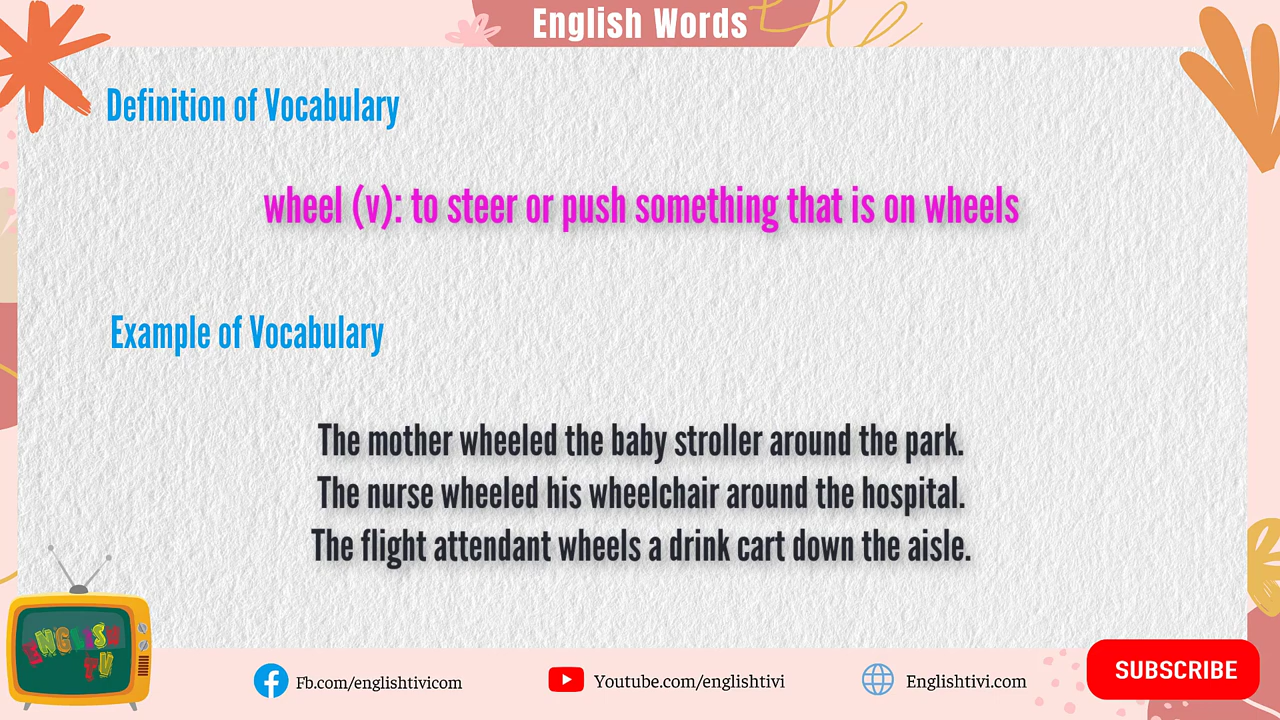 English Words
Definition of Vocabulary
wheel (v): to steer or push something that is on wheels
Example of Vocabulary
The mother wheeled the baby stroller around the park.
The nurse wheeled his wheelchair around the hospital.
The flight attendant wheels a drink cart down the aisle.
ENGLISH
TV
Fb.com/englishtivicom
Youtube.com/englishtivi
Englishtivi.com
SUBSCRIBE